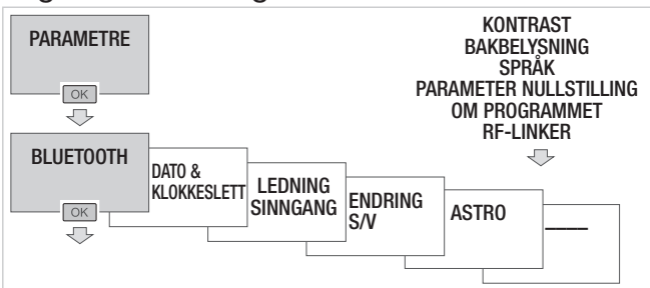 PARAMETRE
OK
KONTRAST
BAKBELYSNING
SPRÅK
PARAMETER NULLSTILLING
OM PROGRAMMET
RF-LINKER
BLUETOOTH
OK
DATO &
KLOKKESLETT
LEDNING
SINNGANG
ENDRING
S/V
ASTRO
____